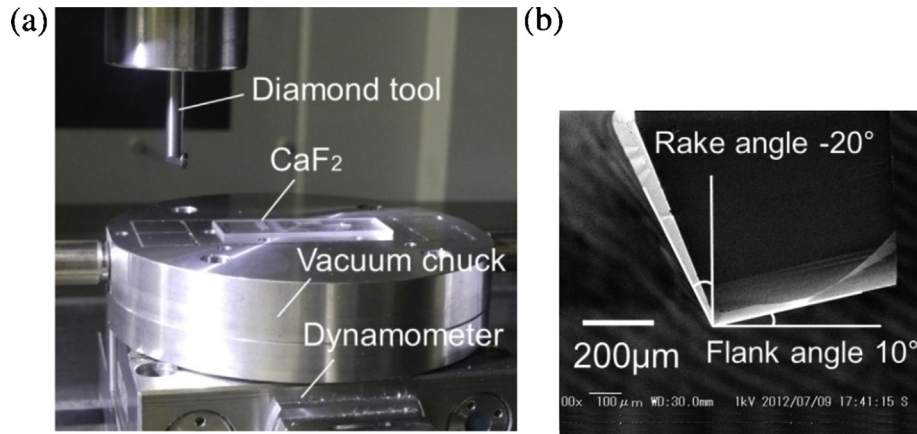 (a)
Diamond tool
CaF2
Vacuum chuck
Dynamometer
(b)
Rake angle -20°
200μm
Flank angle 10°
00x 100μm WD:30.0mm 1kV 2012/07/09 17:41:15 S